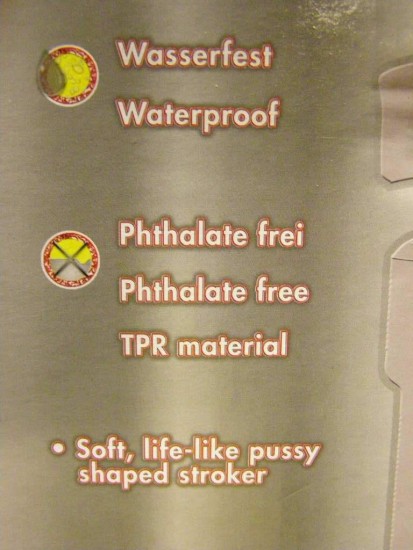 Wasserfest
Waterproof
Phthalate frei
Phthalate free
TPR material
• Soft, life-like pussy
shaped stroker